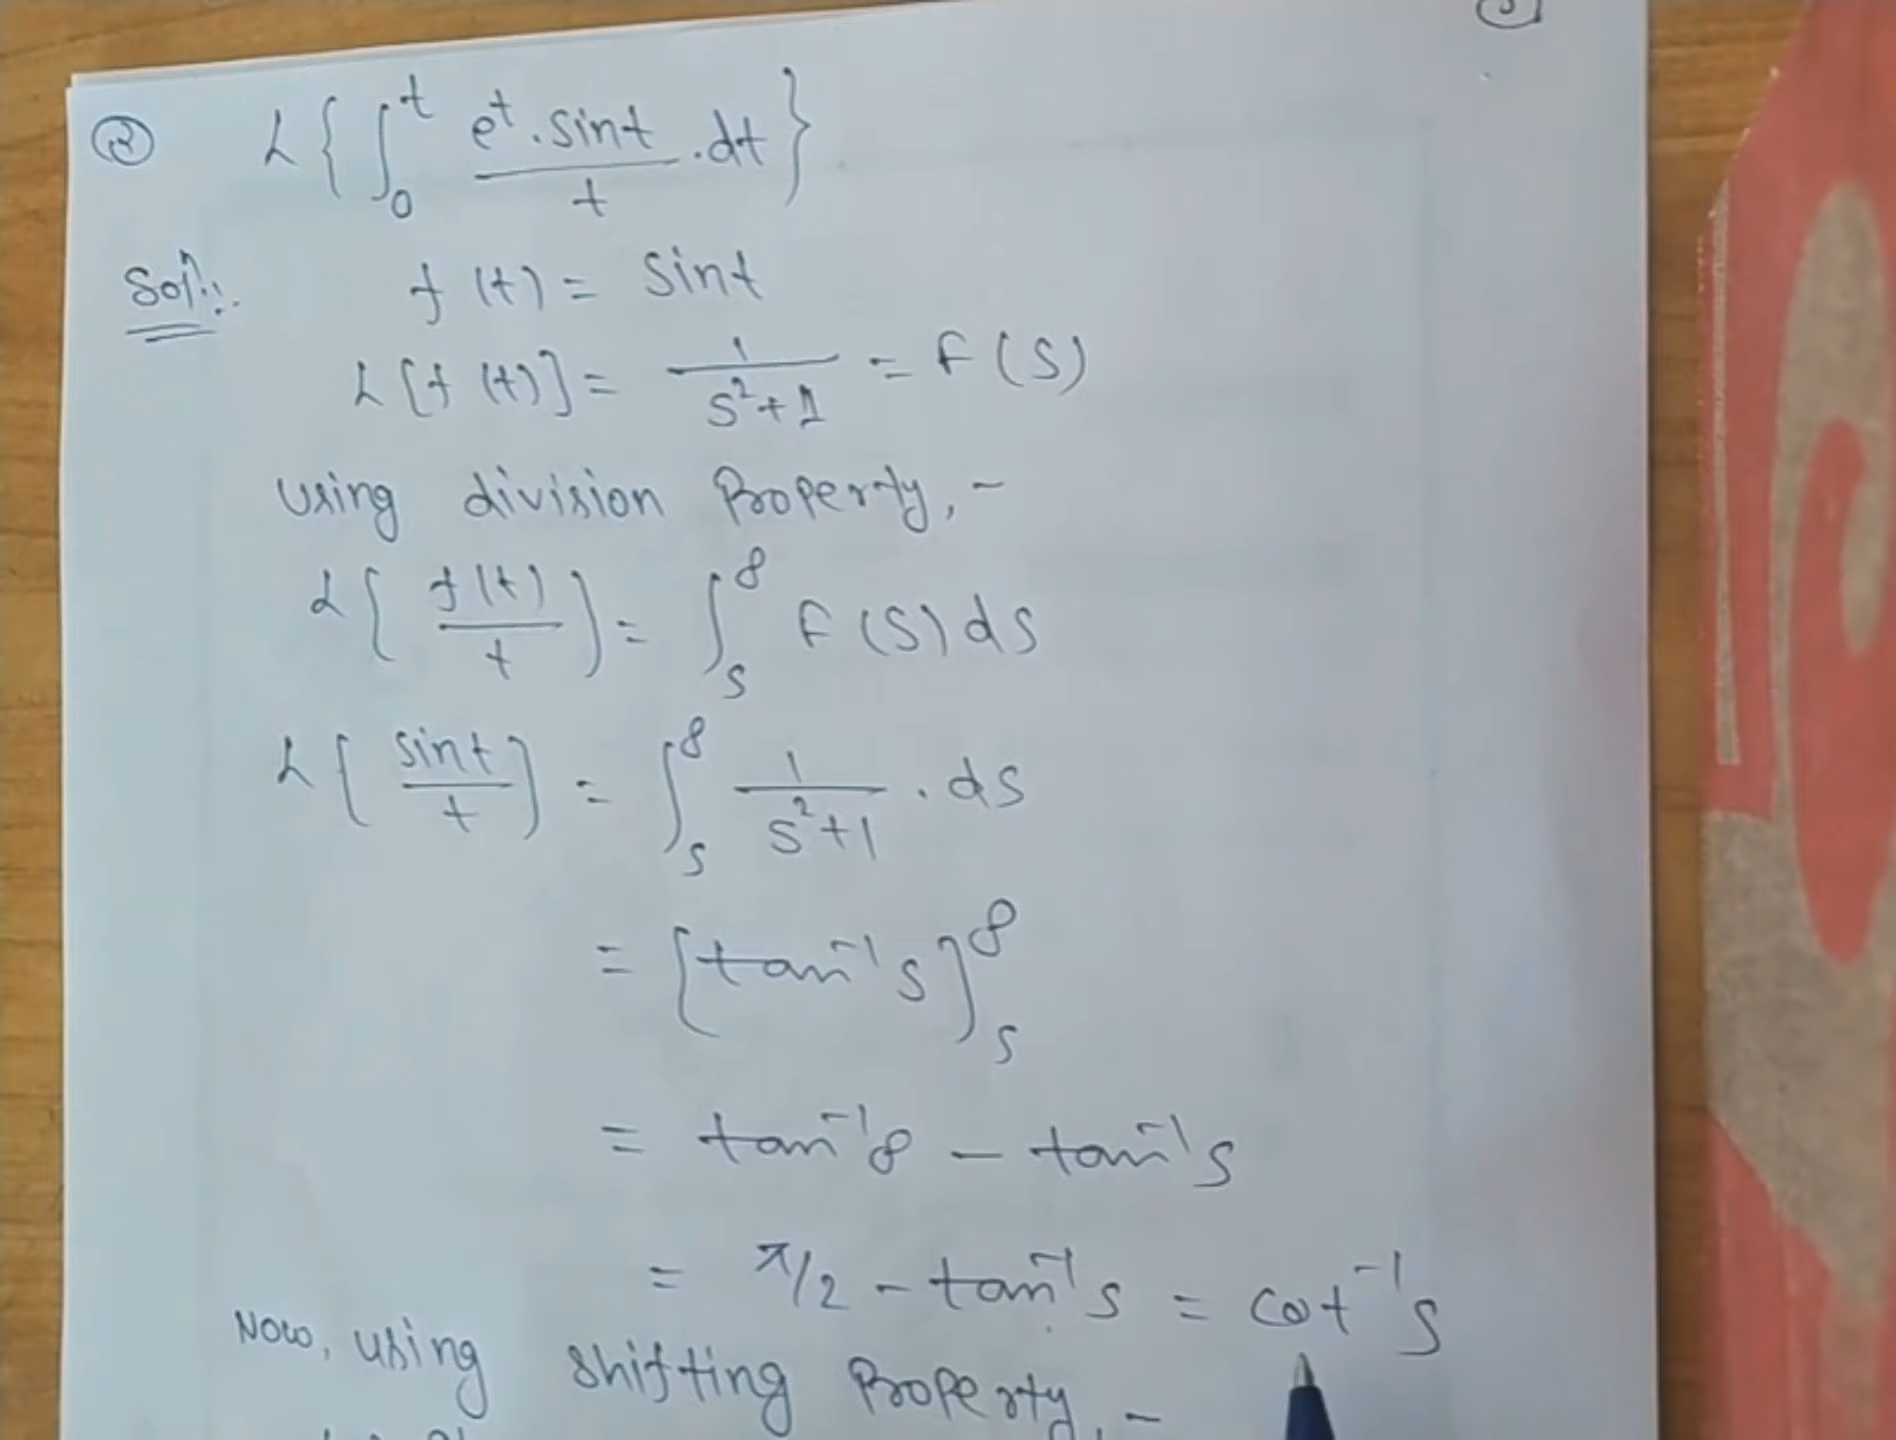 ②  L{∫₀ᵗ (eᵗ.sint)/t .dt}
Solⁿ:. f(t) = sint
L[f(t)] = 1/(s²+1) = F(S)
using division Property, -
L{f(t)/t} = ∫ₛ^∞ F(S) ds
L{sint/t} = ∫ₛ^∞ 1/(s²+1) . ds
= [tan⁻¹s]ₛ^∞
= tan⁻¹∞ - tan⁻¹s
= π/2 - tan⁻¹s = cot⁻¹s
Now, using shifting Property, -